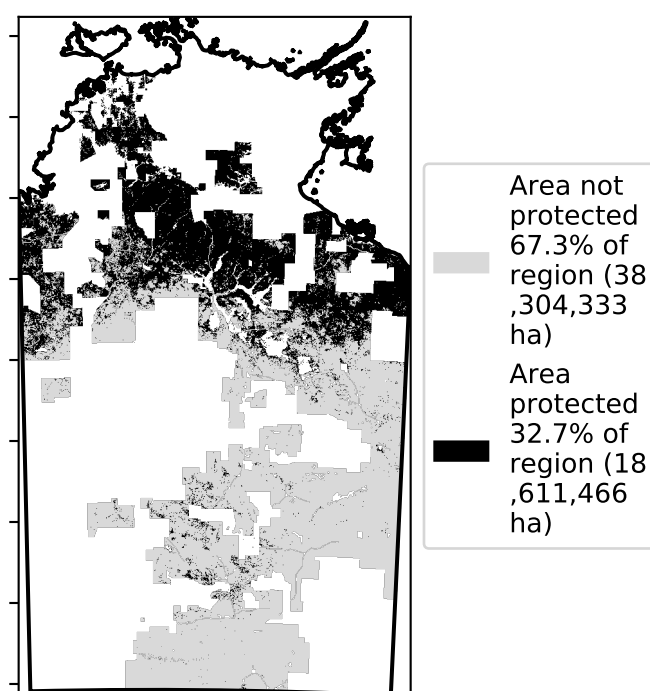 Area not
protected
67.3% of
region (38
,304,333
ha)
Area
protected
32.7% of
region (18
,611,466
ha)